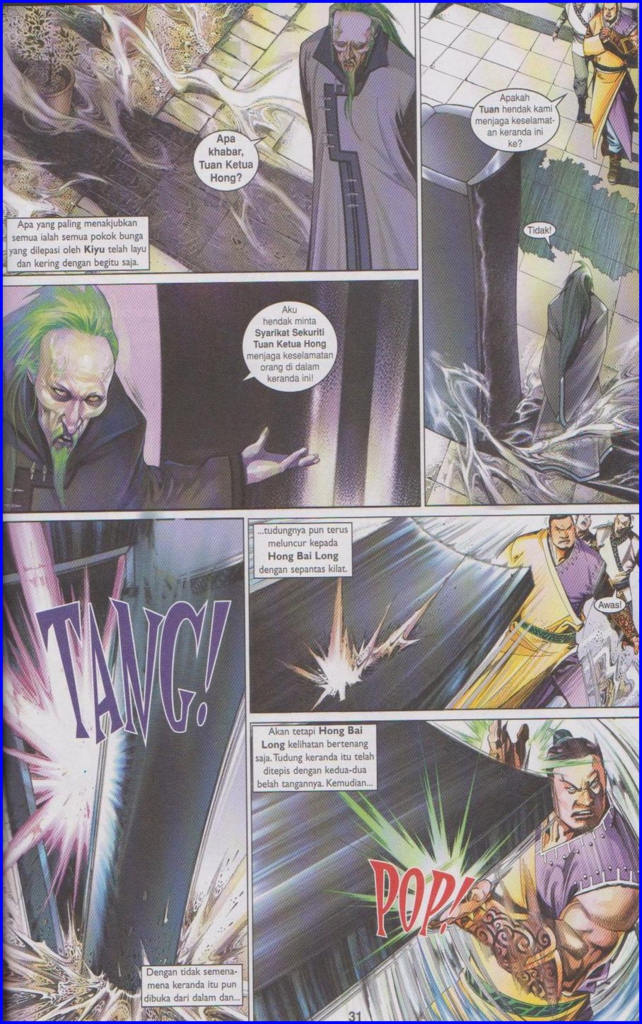 Apa
khabar,
Tuan Ketua
Hong?
Apa yang paling menakjubkan
semua ialah semua pokok bunga
yang dilepasi oleh Kiyu telah layu
dan kering dengan begitu saja.
Apakah
Tuan hendak kami
menjaga keselamat-
an keranda ini
ke?
Tidak!
Aku
hendak minta
Syarikat Sekuriti
Tuan Ketua Hong
menjaga keselamatan
orang di dalam
keranda ini!
TANG!
Dengan tidak semena-
mena keranda itu pun
dibuka dari dalam dan...
...tudungnya pun terus
meluncur kepada
Hong Bai Long
dengan sepantas kilat.
Awas!
Akan tetapi Hong Bai
Long kelihatan bertenang
saja. Tudung keranda itu telah
ditepis dengan kedua-dua
belah tangannya. Kemudian...
POP!
31